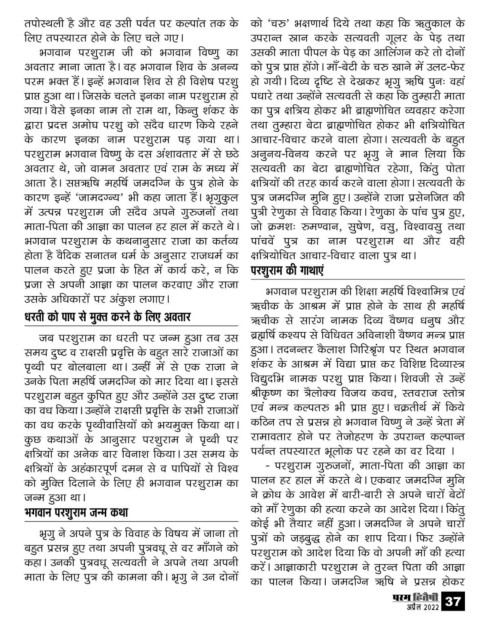 तपोस्थली है और वह उसी पर्वत पर कल्पांत तक के
लिए तपस्यारत होने के लिए चले गए।
भगवान परशुराम जी को भगवान विष्णु का
अवतार माना जाता है। वह भगवान शिव के अनन्य
परम भक्त हैं। इन्हें भगवान शिव से ही विशेष परशु
प्राप्त हुआ था। जिसके चलते इनका नाम परशुराम हो
गया। वैसे इनका नाम तो राम था, किन्तु शंकर के
द्वारा प्रदत्त अमोघ परशु को सदैव धारण किये रहने
के कारण इनका नाम परशुराम पड़ गया था।
परशुराम भगवान विष्णु के दस अंशावतार में से छठे
अवतार थे, जो वामन अवतार एवं राम के मध्य में
आता है। सप्तऋषि महर्षि जमदग्नि के पुत्र होने के
कारण इन्हें 'जामदग्न्य' भी कहा जाता हैं। भृगुकुल
में उत्पन्न परशुराम जी सदैव अपने गुरुजनों तथा
माता-पिता की आज्ञा का पालन हर हाल में करते थे।
भगवान परशुराम के कथनानुसार राजा का कर्तव्य
होता है वैदिक सनातन धर्म के अनुसार राजधर्म का
पालन करते हुए प्रजा के हित में कार्य करे, न कि
प्रजा से अपनी आज्ञा का पालन करवाए और राजा
उसके अधिकारों पर अंकुश लगाए।
धरती को पाप से मुक्त करने के लिए अवतार
जब परशुराम का धरती पर जन्म हुआ तब उस
समय दुष्ट व राक्षसी प्रवृत्ति के बहुत सारे राजाओं का
पृथ्वी पर बोलबाला था। उन्हीं में से एक राजा ने
उनके पिता महर्षि जमदग्नि को मार दिया था। इससे
परशुराम बहुत कुपित हुए और उन्होंने उस दुष्ट राजा
का वध किया। उन्होंने राक्षसी प्रवृत्ति के सभी राजाओं
का वध करके पृथ्वीवासियों को भयमुक्त किया था।
कुछ कथाओं के आनुसार परशुराम ने पृथ्वी पर
क्षत्रियों का अनेक बार विनाश किया। उस समय के
क्षत्रियों के अहंकारपूर्ण दमन से व पापियों से विश्व
को मुक्ति दिलाने के लिए ही भगवान परशुराम का
जन्म हुआ था।
भगवान परशुराम जन्म कथा
भृगु ने अपने पुत्र के विवाह के विषय में जाना तो
बहुत प्रसन्न हुए तथा अपनी पुत्रवधू से वर माँगने को
कहा। उनकी पुत्रवधू सत्यवती ने अपने तथा अपनी
माता के लिए पुत्र की कामना की। भृगु ने उन दोनों
को 'चरु' भक्षणार्थ दिये तथा कहा कि ऋतुकाल के
उपरान्त स्नान करके सत्यवती गूलर के पेड़ तथा
उसकी माता पीपल के पेड़ का आलिंगन करे तो दोनों
को पुत्र प्राप्त होंगे। माँ-बेटी के चरु खाने में उलट-फेर
हो गयी। दिव्य दृष्टि से देखकर भृगु ऋषि पुनः वहां
पधारे तथा उन्होंने सत्यवती से कहा कि तुम्हारी माता
का पुत्र क्षत्रिय होकर भी ब्राह्मणोचित व्यवहार करेगा
तथा तुम्हारा बेटा ब्राह्मणोचित होकर भी क्षत्रियोचित
आचार-विचार करने वाला होगा। सत्यवती के बहुत
अनुनय-विनय करने पर भृगु ने मान लिया कि
सत्यवती का बेटा ब्राह्मणोचित रहेगा, किंतु पोता
क्षत्रियों की तरह कार्य करने वाला होगा। सत्यवती के
पुत्र जमदग्नि मुनि हुए। उन्होंने राजा प्रसेनजित की
पुत्री रेणुका से विवाह किया। रेणुका के पांच पुत्र हुए,
जो क्रमशः रुमण्वान, सुषेण, वसु, विश्वावसु तथा
पांचवें पुत्र का नाम परशुराम था और वही
क्षत्रियोचित आचार-विचार वाला पुत्र था।
परशुराम की गाथाएं
भगवान परशुराम की शिक्षा महर्षि विश्वामित्र एवं
ऋचीक के आश्रम में प्राप्त होने के साथ ही महर्षि
ऋचीक से सारंग नामक दिव्य वैष्णव धनुष और
ब्रह्मर्षि कश्यप से विधिवत अविनाशी वैष्णव मन्त्र प्राप्त
हुआ। तदनन्तर कैलाश गिरिश्रृंग पर स्थित भगवान
शंकर के आश्रम में विद्या प्राप्त कर विशिष्ट दिव्यास्त्र
विद्युदभि नामक परशु प्राप्त किया। शिवजी से उन्हें
श्रीकृष्ण का त्रैलोक्य विजय कवच, स्तवराज स्तोत्र
एवं मन्त्र कल्पतरु भी प्राप्त हुए। चक्रतीर्थ में किये
कठिन तप से प्रसन्न हो भगवान विष्णु ने उन्हें त्रेता में
रामावतार होने पर तेजोहरण के उपरान्त कल्पान्त
पर्यन्त तपस्यारत भूलोक पर रहने का वर दिया ।
- परशुराम गुरुजनों, माता-पिता की आज्ञा का
पालन हर हाल में करते थे। एकबार जमदग्नि मुनि
ने क्रोध के आवेश में बारी-बारी से अपने चारों बेटों
को माँ रेणुका की हत्या करने का आदेश दिया। किंतु
कोई भी तैयार नहीं हुआ। जमदग्नि ने अपने चारों
पुत्रों को जड़बुद्ध होने का शाप दिया। फिर उन्होंने
परशुराम को आदेश दिया कि वो अपनी माँ की हत्या
करें। आज्ञाकारी परशुराम ने तुरन्त पिता की आज्ञा
का पालन किया। जमदग्नि ऋषि ने प्रसन्न होकर
परम हितैषी
अप्रैल 2022
37